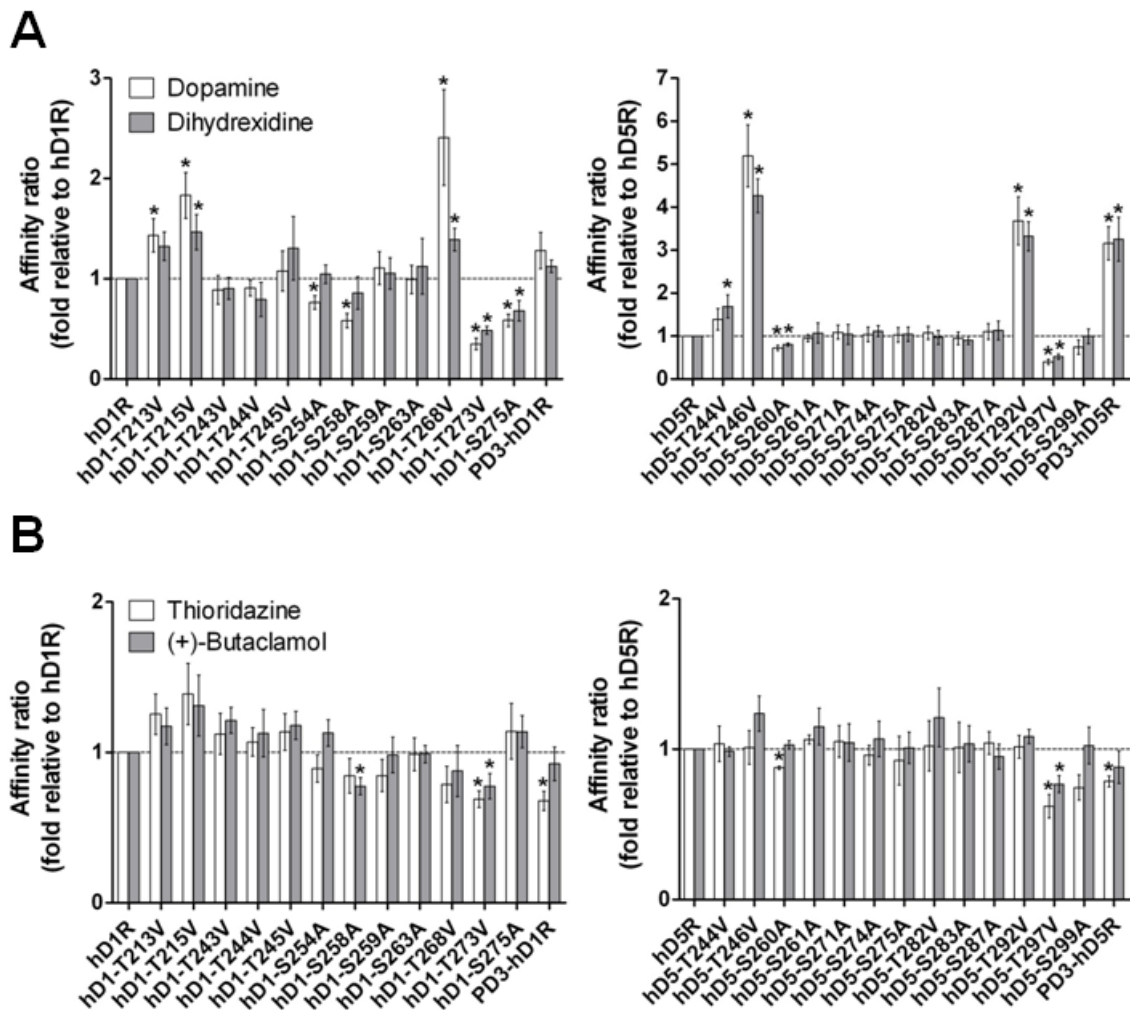 A
Affinity ratio
(fold relative to hD1R)
3
2
1
0
Dopamine
Dihydrexidine
* * * * * * * * * * *
hD1R
hD1-T213V
hD1-T215V
hD1-T243V
hD1-T244V
hD1-T245V
hD1-S254A
hD1-S258A
hD1-S259A
hD1-S263A
hD1-T268V
hD1-T273V
hD1-S275A
PD3-hD1R
Affinity ratio
(fold relative to hD5R)
7
6
5
4
3
2
1
0
* * * * * * * * * * *
hD5R
hD5-T244V
hD5-T246V
hD5-S260A
hD5-S261A
hD5-S271A
hD5-S274A
hD5-S275A
hD5-T282V
hD5-S283A
hD5-S287A
hD5-T292V
hD5-T297V
hD5-S299A
PD3-hD5R
B
Affinity ratio
(fold relative to hD1R)
2
1
0
Thioridazine
(+)-Butaclamol
* * * *
hD1R
hD1-T213V
hD1-T215V
hD1-T243V
hD1-T244V
hD1-T245V
hD1-S254A
hD1-S258A
hD1-S259A
hD1-S263A
hD1-T268V
hD1-T273V
hD1-S275A
PD3-hD1R
Affinity ratio
(fold relative to hD5R)
2
1
0
* * * *
hD5R
hD5-T244V
hD5-T246V
hD5-S260A
hD5-S261A
hD5-S271A
hD5-S274A
hD5-S275A
hD5-T282V
hD5-S283A
hD5-S287A
hD5-T292V
hD5-T297V
hD5-S299A
PD3-hD5R